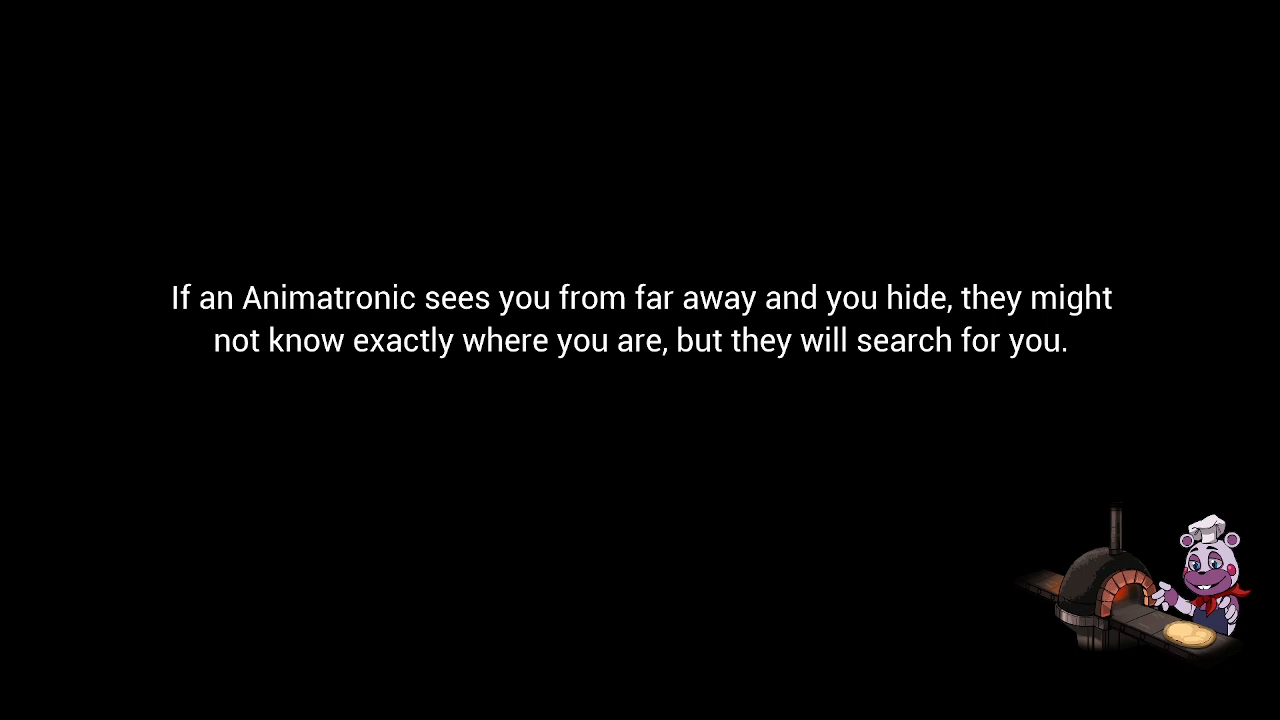 If an Animatronic sees you from far away and you hide, they might
not know exactly where you are, but they will search for you.